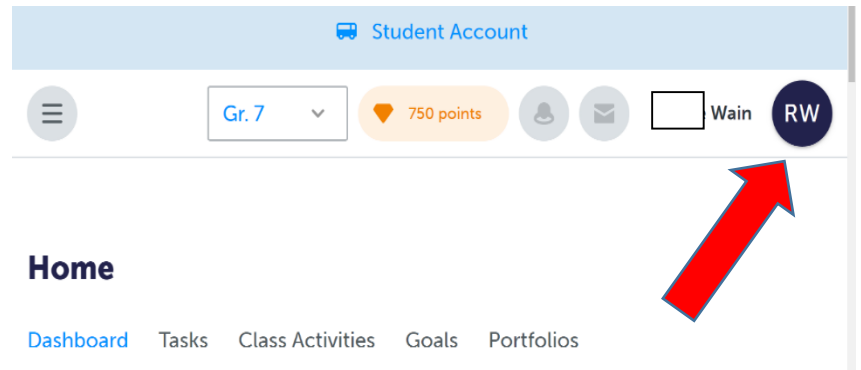 Student Account
Gr. 7 750 points Wain RW
Home
Dashboard Tasks Class Activities Goals Portfolios